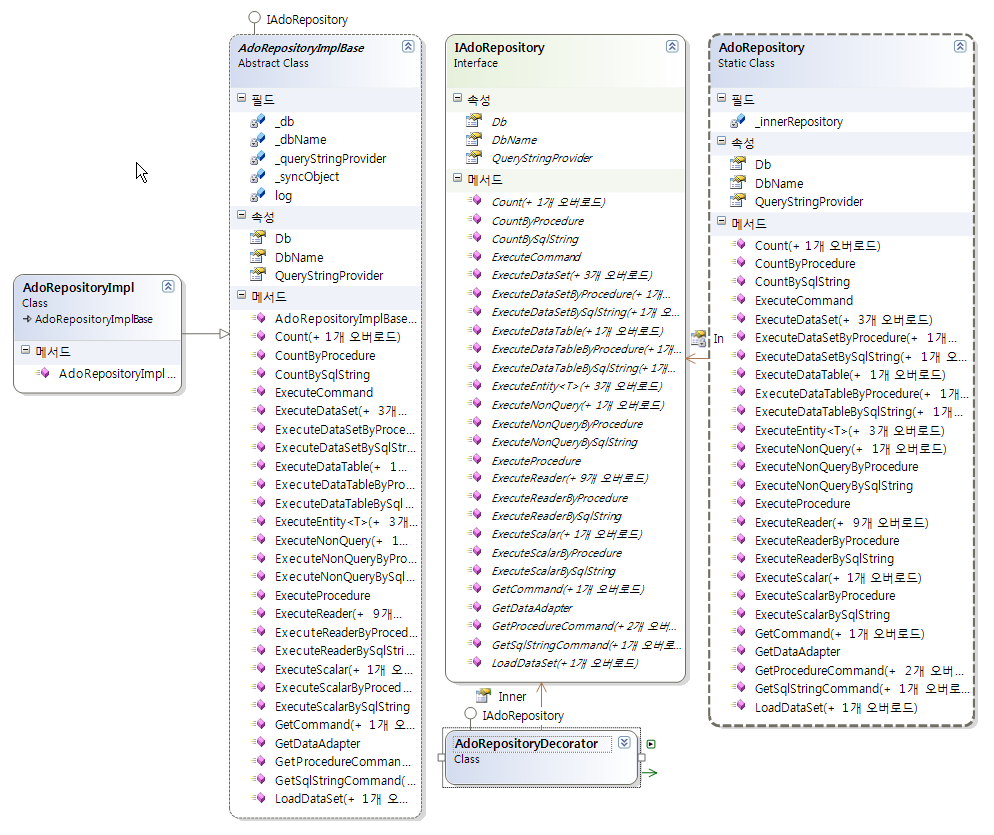 AdoRepositoryImpl
Class
AdoRepositoryImplBase
메서드
AdoRepositoryImpl ...
IAdoRepository
AdoRepositoryImplBase
Abstract Class
필드
_db
_dbName
_queryStringProvider
_syncObject
log
속성
Db
DbName
QueryStringProvider
메서드
AdoRepositoryImplBase...
Count(+ 1개 오버로드)
CountByProcedure
CountBySqlString
ExecuteCommand
ExecuteDataSet(+ 3개...
ExecuteDataSetByProce...
ExecuteDataSetBySqlStr...
ExecuteDataTable(+ 1...
ExecuteDataTableByPro...
ExecuteDataTableBySql...
ExecuteEntity<T>(+ 3개...
ExecuteNonQuery(+ 1...
ExecuteNonQueryByPro...
ExecuteNonQueryBySql...
ExecuteProcedure
ExecuteReader(+ 9개...
ExecuteReaderByProced...
ExecuteReaderBySqlStri...
ExecuteScalar(+ 1개 오...
ExecuteScalarByProced...
ExecuteScalarBySqlString
GetCommand(+ 1개 오...
GetDataAdapter
GetProcedureComman...
GetSqlStringCommand(...
LoadDataSet(+ 1개 오...
IAdoRepository
Interface
속성
Db
DbName
QueryStringProvider
메서드
Count(+ 1개 오버로드)
CountByProcedure
CountBySqlString
ExecuteCommand
ExecuteDataSet(+ 3개 오버로드)
ExecuteDataSetByProcedure(+ 1개...
ExecuteDataSetBySqlString(+ 1개 오...
ExecuteDataTable(+ 1개 오버로드)
ExecuteDataTableByProcedure(+ 1개...
ExecuteDataTableBySqlString(+ 1개...
ExecuteEntity<T>(+ 3개 오버로드)
ExecuteNonQuery(+ 1개 오버로드)
ExecuteNonQueryByProcedure
ExecuteNonQueryBySqlString
ExecuteProcedure
ExecuteReader(+ 9개 오버로드)
ExecuteReaderByProcedure
ExecuteReaderBySqlString
ExecuteScalar(+ 1개 오버로드)
ExecuteScalarByProcedure
ExecuteScalarBySqlString
GetCommand(+ 1개 오버로드)
GetDataAdapter
GetProcedureCommand(+ 2개 오버...
GetSqlStringCommand(+ 1개 오버로...
LoadDataSet(+ 1개 오버로드)
Inner
IAdoRepository
AdoRepositoryDecorator
Class
In
AdoRepository
Static Class
필드
_innerRepository
속성
Db
DbName
QueryStringProvider
메서드
Count(+ 1개 오버로드)
CountByProcedure
CountBySqlString
ExecuteCommand
ExecuteDataSet(+ 3개 오버로드)
ExecuteDataSetByProcedure(+ 1개...
ExecuteDataSetBySqlString(+ 1개 오...
ExecuteDataTable(+ 1개 오버로드)
ExecuteDataTableByProcedure(+ 1개...
ExecuteDataTableBySqlString(+ 1개...
ExecuteEntity<T>(+ 3개 오버로드)
ExecuteNonQuery(+ 1개 오버로드)
ExecuteNonQueryByProcedure
ExecuteNonQueryBySqlString
ExecuteProcedure
ExecuteReader(+ 9개 오버로드)
ExecuteReaderByProcedure
ExecuteReaderBySqlString
ExecuteScalar(+ 1개 오버로드)
ExecuteScalarByProcedure
ExecuteScalarBySqlString
GetCommand(+ 1개 오버로드)
GetDataAdapter
GetProcedureCommand(+ 2개 오버...
GetSqlStringCommand(+ 1개 오버로...
LoadDataSet(+ 1개 오버로드)